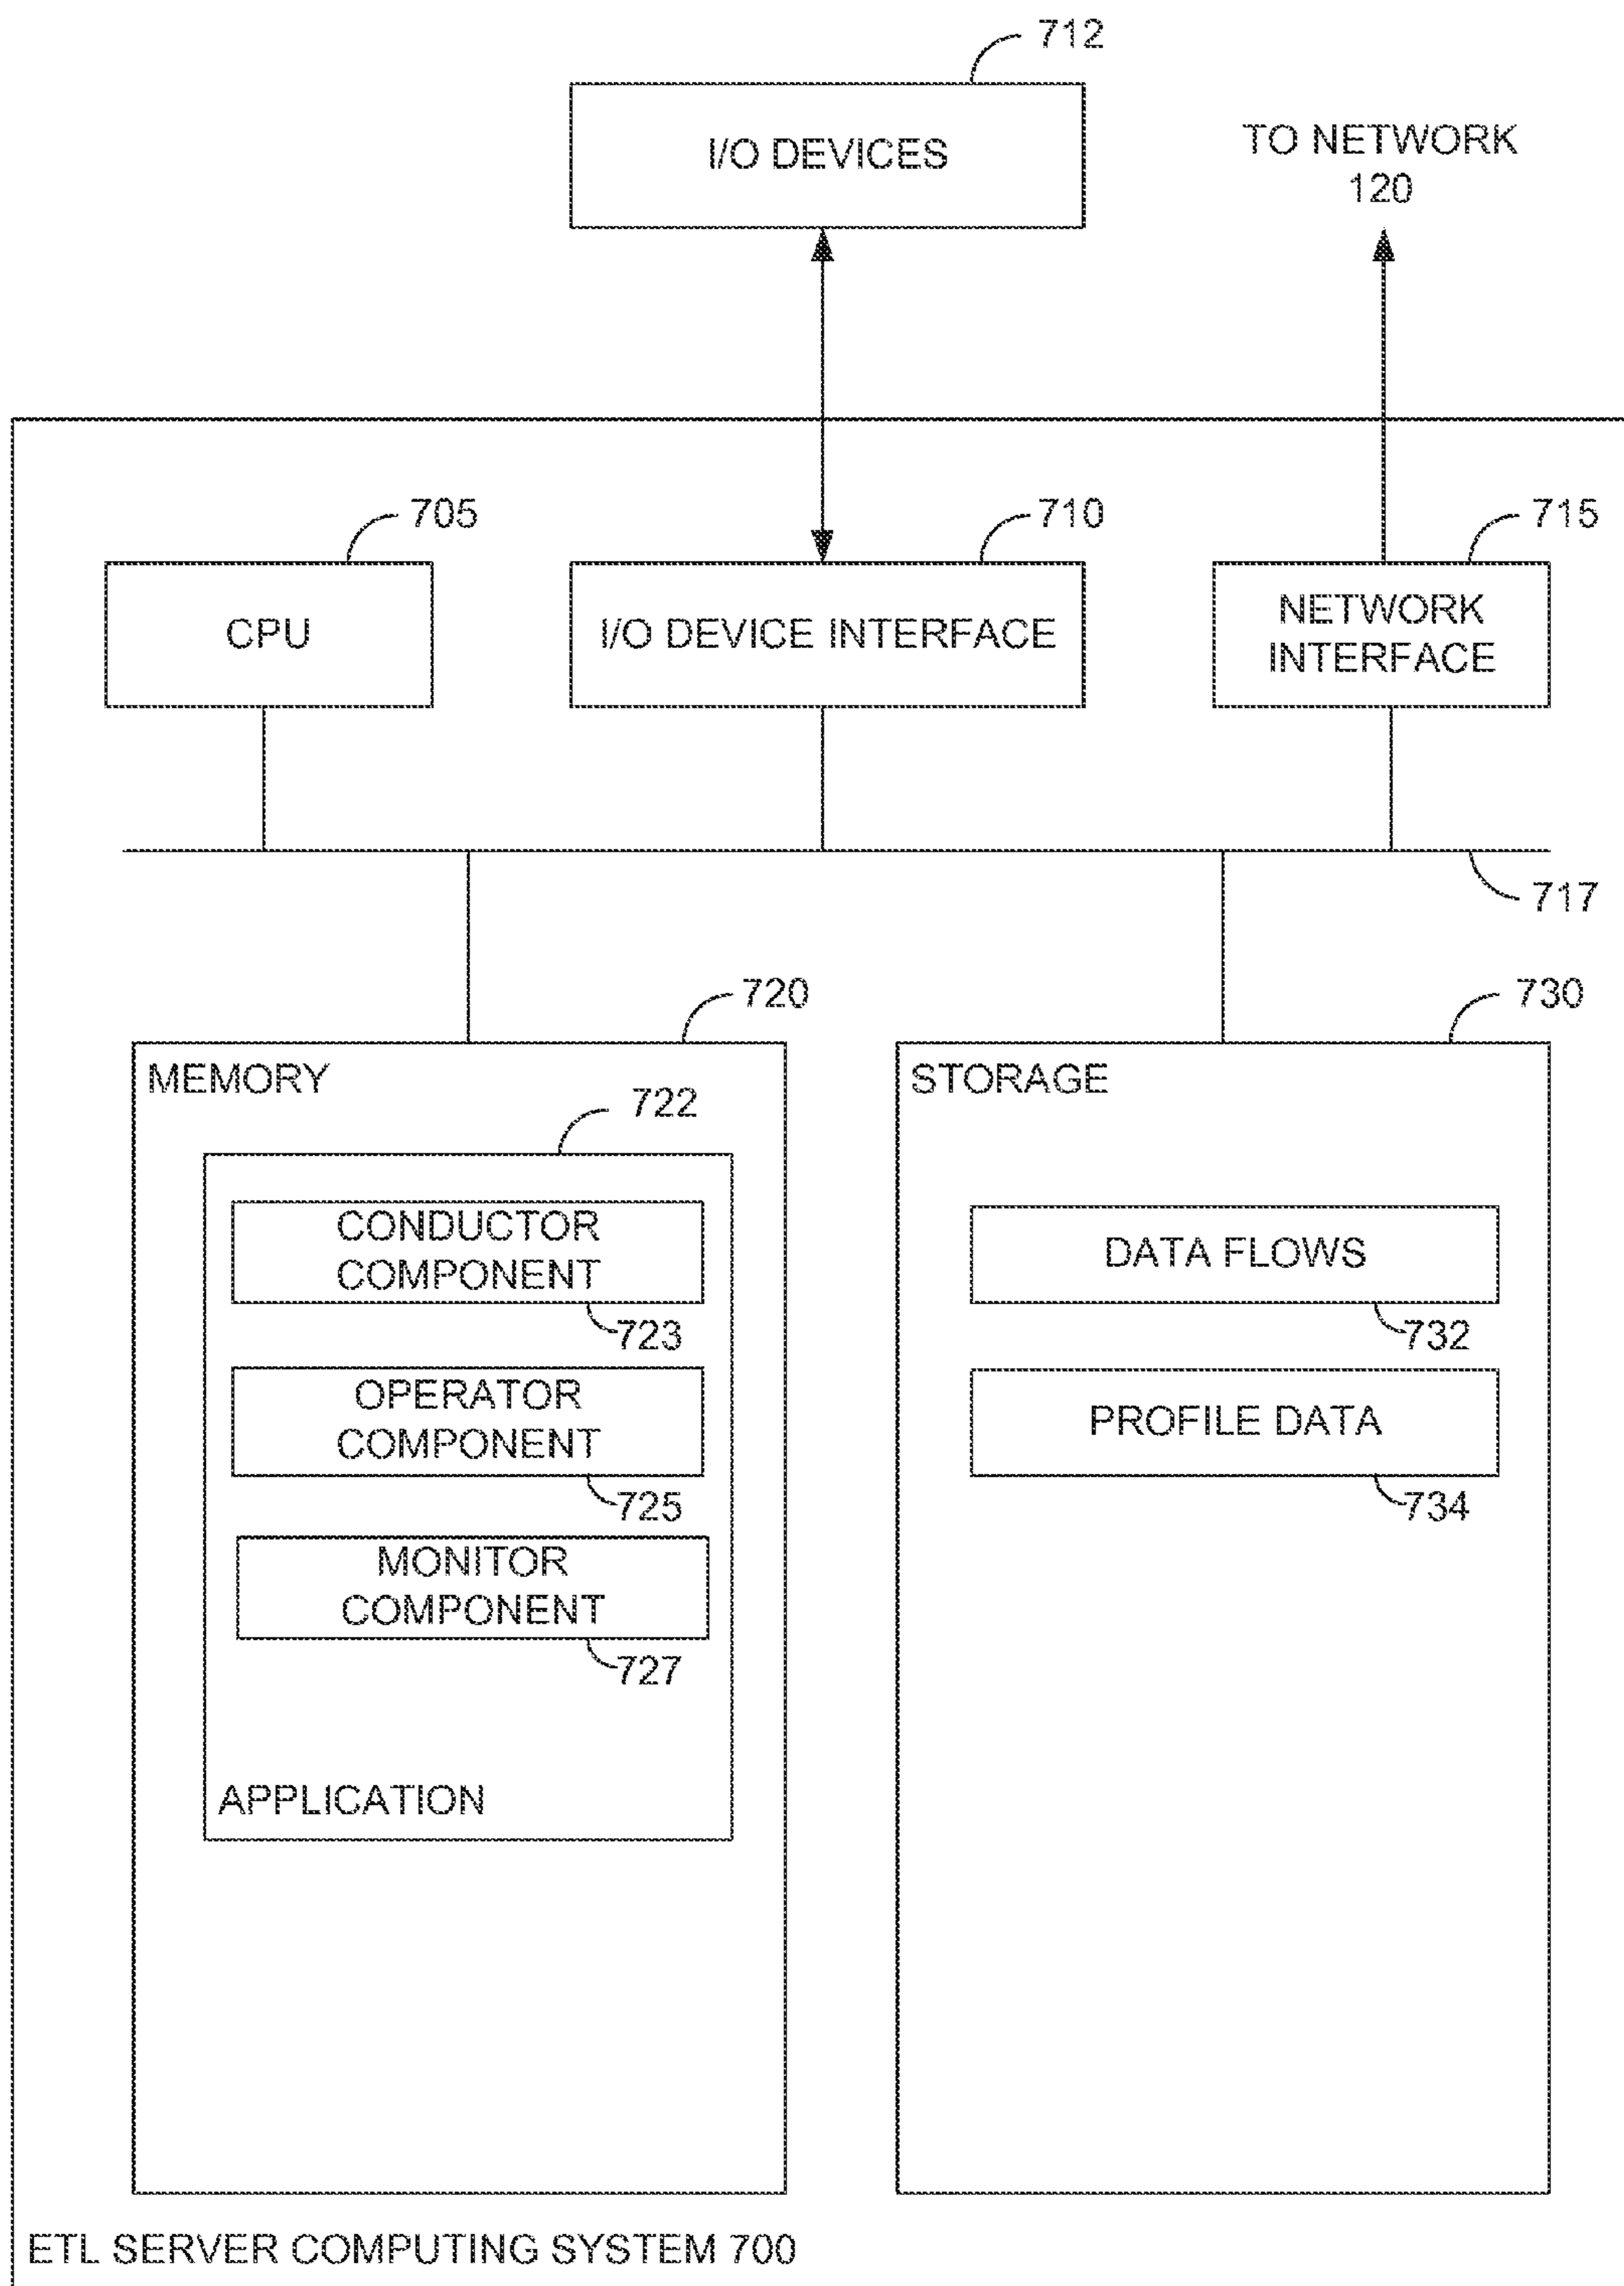 712
I/O DEVICES
TO NETWORK
120
705
710
715
CPU
I/O DEVICE INTERFACE
NETWORK
INTERFACE
717
720
730
MEMORY
STORAGE
722
CONDUCTOR
COMPONENT
723
OPERATOR
COMPONENT
725
MONITOR
COMPONENT
727
APPLICATION
DATA FLOWS
732
PROFILE DATA
734
ETL SERVER COMPUTING SYSTEM 700